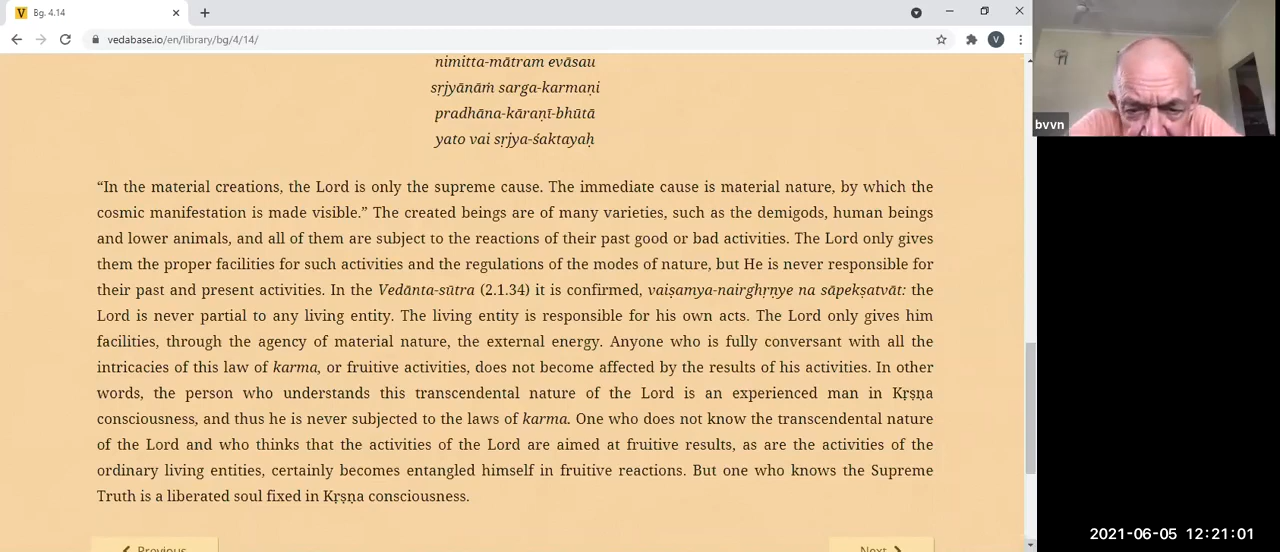 Bg. 4.14
vedabase.io/en/library/bg/4/14/
V
nimitta-mātram evāsau
sṛjyānāṁ sarga-karmaṇi
pradhāna-kāraṇī-bhūtā
yato vai sṛjya-śaktayaḥ
“In the material creations, the Lord is only the supreme cause. The immediate cause is material nature, by which the
cosmic manifestation is made visible.” The created beings are of many varieties, such as the demigods, human beings
and lower animals, and all of them are subject to the reactions of their past good or bad activities. The Lord only gives
them the proper facilities for such activities and the regulations of the modes of nature, but He is never responsible for
their past and present activities. In the Vedānta-sūtra (2.1.34) it is confirmed, vaiṣamya-nairghṛṇye na sāpekṣatvāt: the
Lord is never partial to any living entity. The living entity is responsible for his own acts. The Lord only gives him
facilities, through the agency of material nature, the external energy. Anyone who is fully conversant with all the
intricacies of this law of karma, or fruitive activities, does not become affected by the results of his activities. In other
words, the person who understands this transcendental nature of the Lord is an experienced man in Kṛṣṇa
consciousness, and thus he is never subjected to the laws of karma. One who does not know the transcendental nature
of the Lord and who thinks that the activities of the Lord are aimed at fruitive results, as are the activities of the
ordinary living entities, certainly becomes entangled himself in fruitive reactions. But one who knows the Supreme
Truth is a liberated soul fixed in Kṛṣṇa consciousness.
Previous
Next
bvvn
2021-06-05 12:21:01